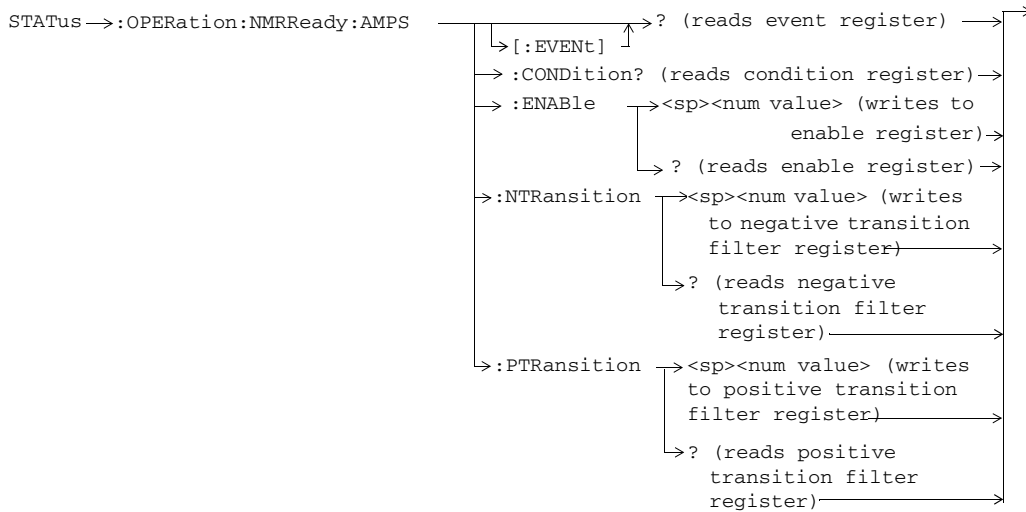 STATus :OPERation:NMRReady:AMPS ? (reads event register)
[:EVENt]
:CONDition? (reads condition register)
:ENABle <sp><num value> (writes to
enable register)
? (reads enable register)
:NTRansition <sp><num value> (writes
to negative transition
filter register)
? (reads negative
transition filter
register)
:PTRansition <sp><num value> (writes
to positive transition
filter register)
? (reads positive
transition filter
register)